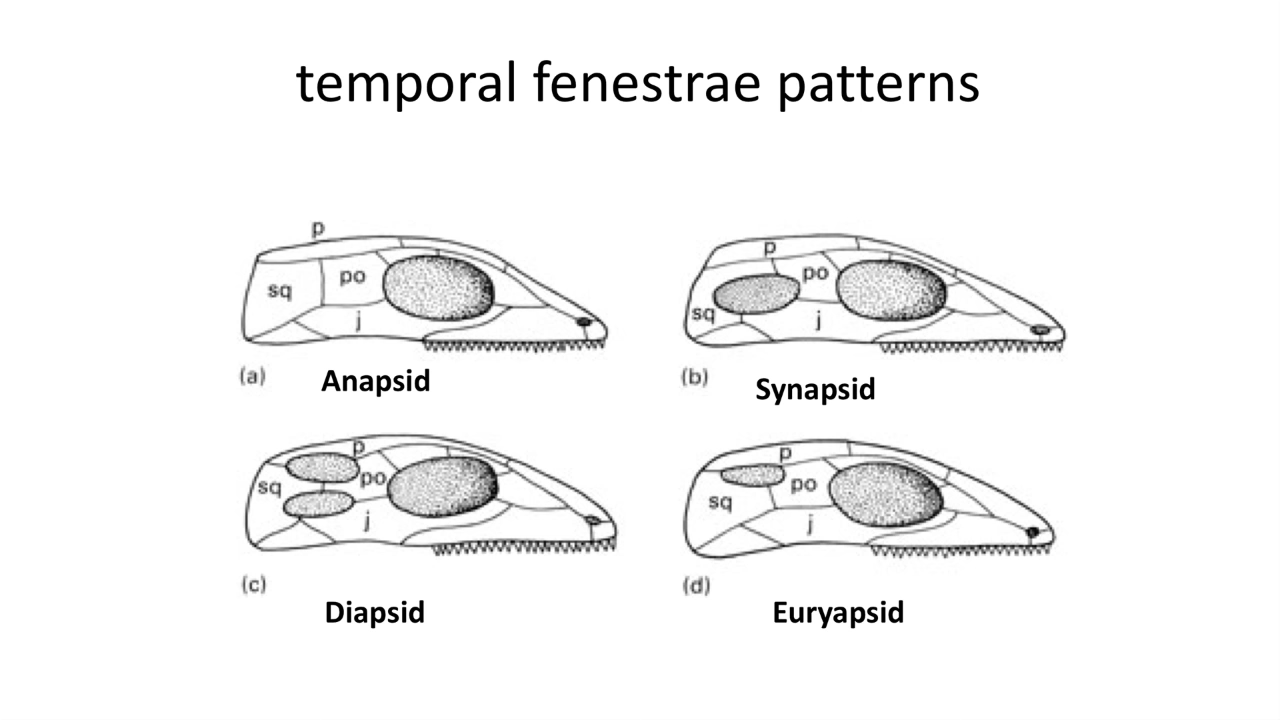 temporal fenestrae patterns
p
sq
po
j
(a)
Anapsid
p
po
sq
j
(b)
Synapsid
p
sq
po
j
(c)
Diapsid
p
sq
po
j
(d)
Euryapsid